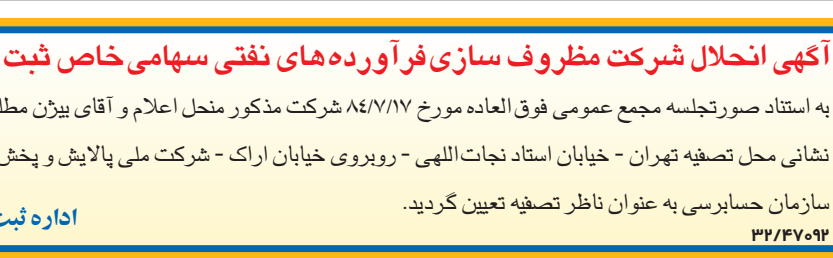 آگهی انحلال شرکت مظروف سازی فرآورده های نفتی سهامی خاص ثبت
به استناد صورتجلسه مجمع عمومی فوق العاده مورخ ۸٤/۷/۱۷ شرکت مذکور منحل اعلام و آقای بیژن
نشانی محل تصفیه تهران - خیابان استاد نجات‌اللهی - روبروی خیابان اراک - شرکت ملی پالایش و پخش
سازمان حسابرسی به عنوان ناظر تصفیه تعیین گردید.
اداره ثبت
۳۲/۴۷۰۹۲